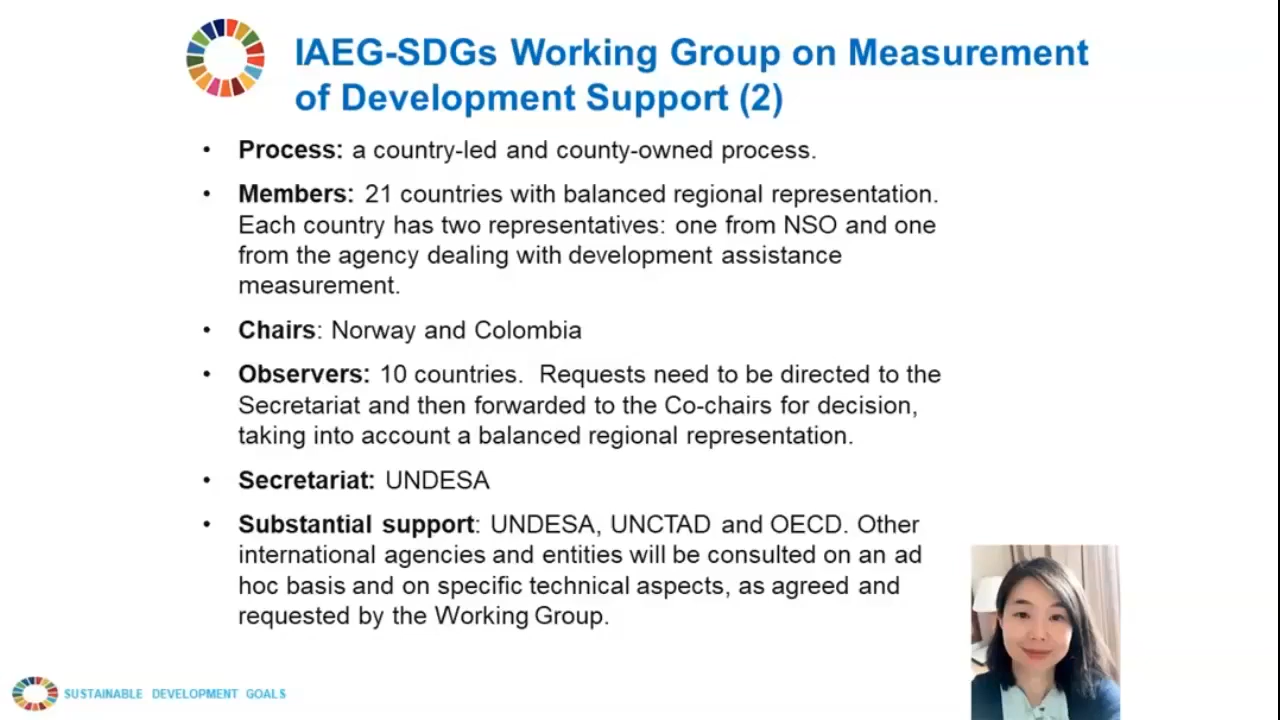 IAEG-SDGs Working Group on Measurement
of Development Support (2)
• Process: a country-led and county-owned process.
• Members: 21 countries with balanced regional representation.
Each country has two representatives: one from NSO and one
from the agency dealing with development assistance
measurement.
• Chairs: Norway and Colombia
• Observers: 10 countries.  Requests need to be directed to the
Secretariat and then forwarded to the Co-chairs for decision,
taking into account a balanced regional representation.
• Secretariat: UNDESA
• Substantial support: UNDESA, UNCTAD and OECD. Other
international agencies and entities will be consulted on an ad
hoc basis and on specific technical aspects, as agreed and
requested by the Working Group.
SUSTAINABLE DEVELOPMENT GOALS